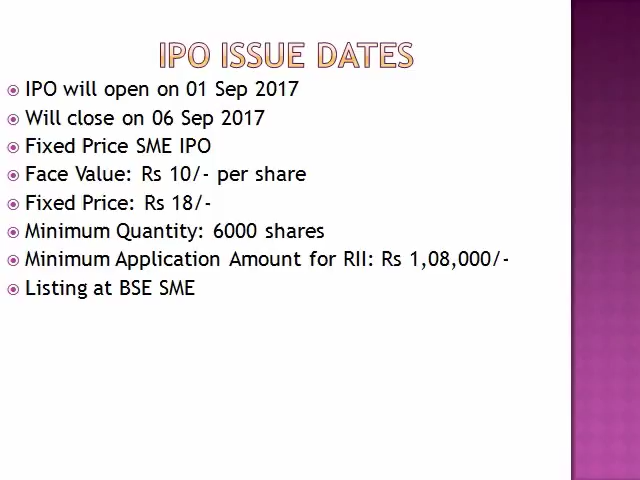 IPO ISSUE DATES
IPO will open on 01 Sep 2017
Will close on 06 Sep 2017
Fixed Price SME IPO
Face Value: Rs 10/- per share
Fixed Price: Rs 18/-
Minimum Quantity: 6000 shares
Minimum Application Amount for RII: Rs 1,08,000/-
Listing at BSE SME